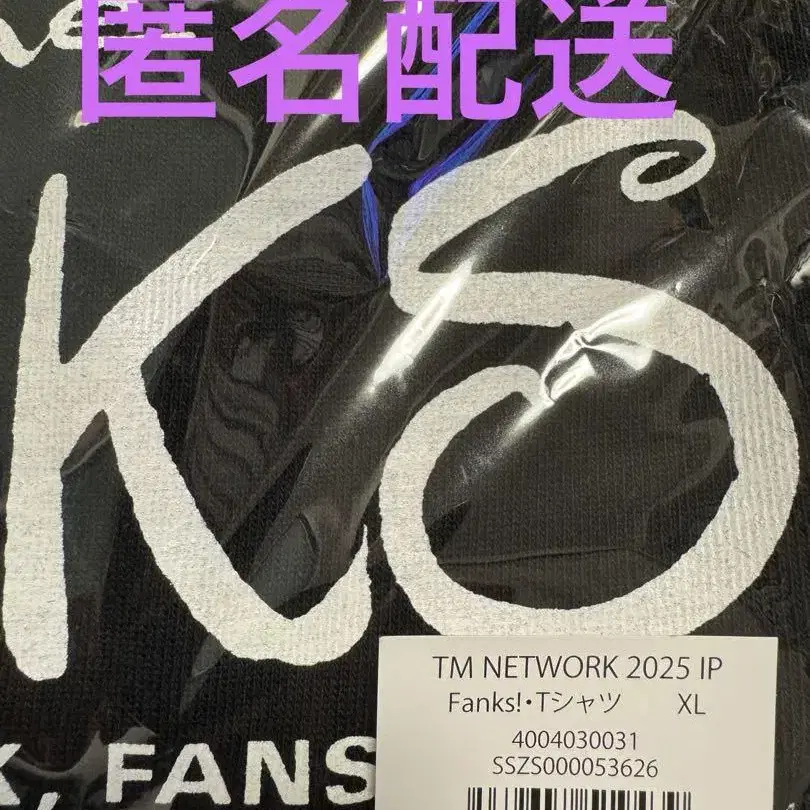 匿名配送
KS
K, FANS
TM NETWORK 2025 IP
Fanks!・Tシャツ XL
4004030031
SSZS000053626